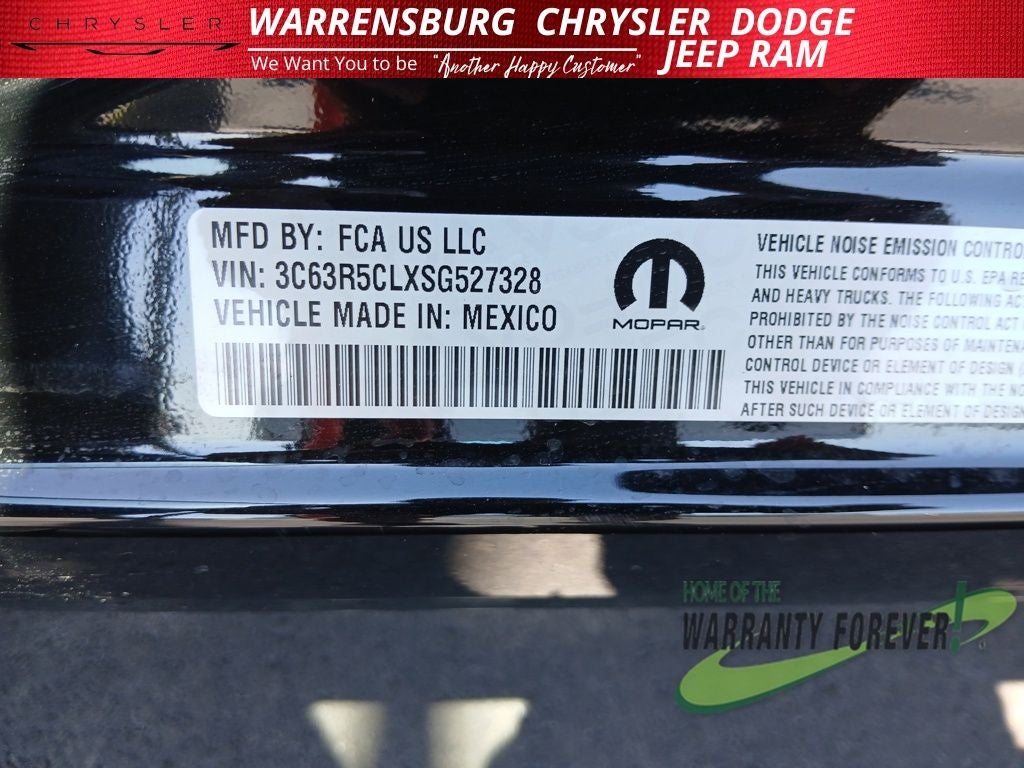 CHRYSLER
WARRENSBURG CHRYSLER DODGE
JEEP RAM
We Want You to be "Another Happy Customer"
MFD BY: FCA US LLC
VIN: 3C63R5CLXSG527328
VEHICLE MADE IN: MEXICO
MOPAR
VEHICLE NOISE EMISSION CONTRO
THIS VEHICLE CONFORMS TO U.S. EPA
AND HEAVY TRUCKS. THE FOLLOWING
PROHIBITED BY THE NOISE CONTROL ACT
OTHER THAN FOR PURPOSES OF
CONTROL DEVICE OR ELEMENT OF DESIGN
THIS VEHICLE IN COMPLIANCE WITH THE
AFTER SUCH DEVICE OR ELEMENT OF DESIGN
HOME OF THE
WARRANTY FOREVER!